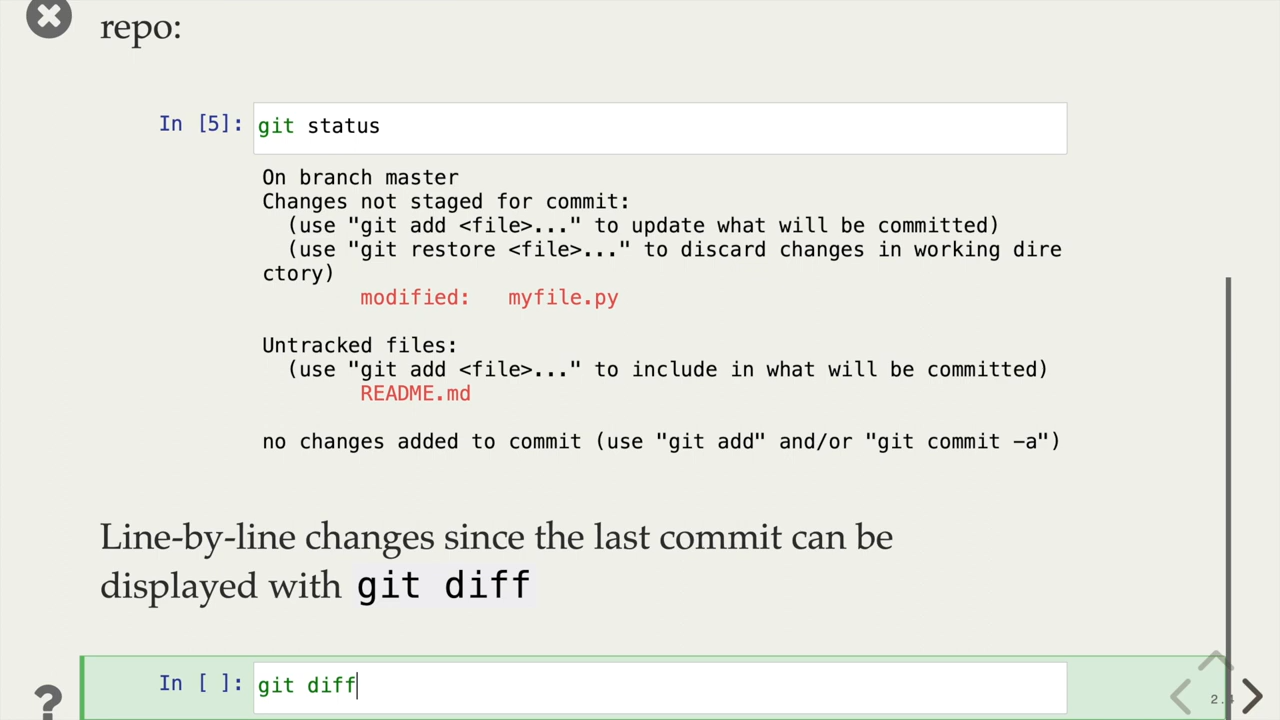 repo:
In [5]: git status
On branch master
Changes not staged for commit:
  (use "git add <file>..." to update what will be committed)
  (use "git restore <file>..." to discard changes in working dire
ctory)
        modified:   myfile.py
Untracked files:
  (use "git add <file>..." to include in what will be committed)
        README.md
no changes added to commit (use "git add" and/or "git commit -a")
Line-by-line changes since the last commit can be
displayed with git diff
In [ ]: git diff
?